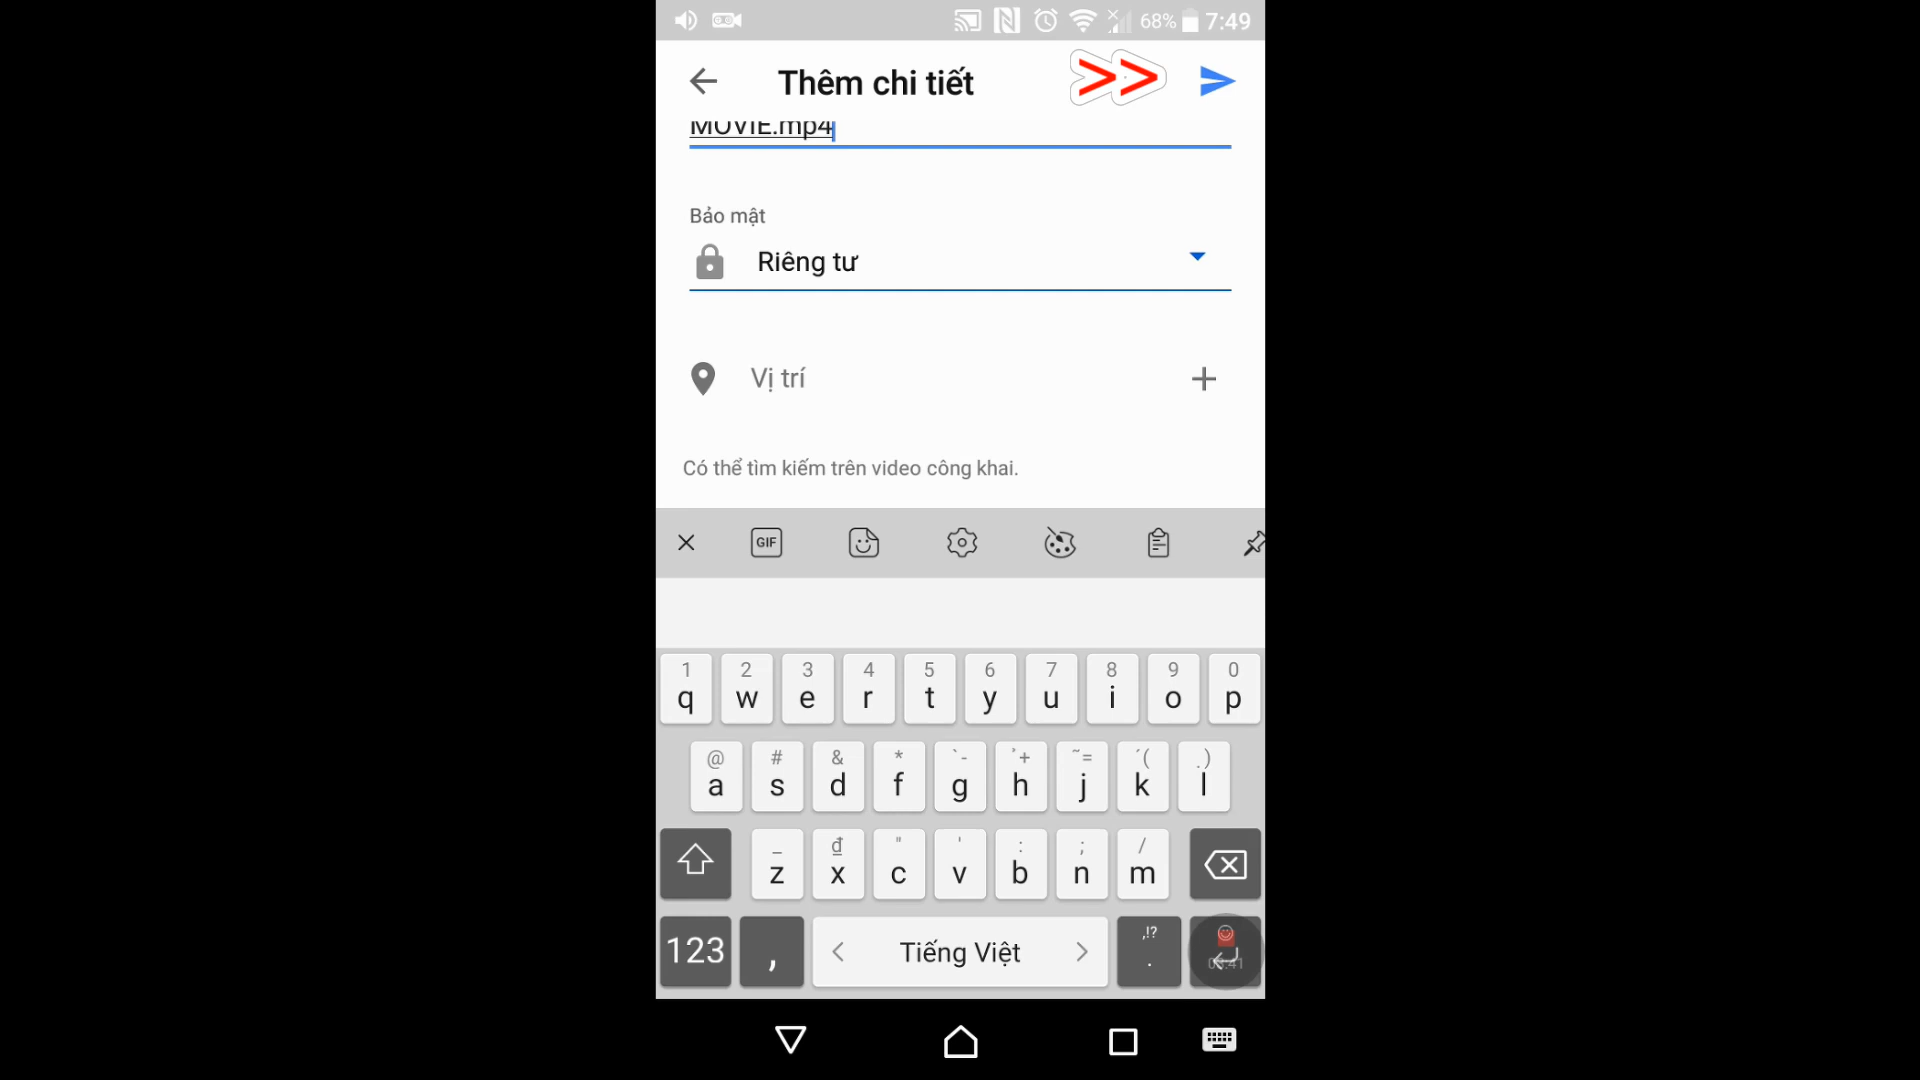 68% 7:49
Thêm chi tiết >>
MOVIE.mp4
Bảo mật
Riêng tư
Vị trí
Có thể tìm kiếm trên video công khai.
GIF
1 2 3 4 5 6 7 8 9 0
q w e r t y u i o p
@ # & * ` - ̉ + ˜ = ´ ( . )
a s d f g h j k l
_ ₫ " ' : ; /
z x c v b n m
,!?
123 , < Tiếng Việt > .